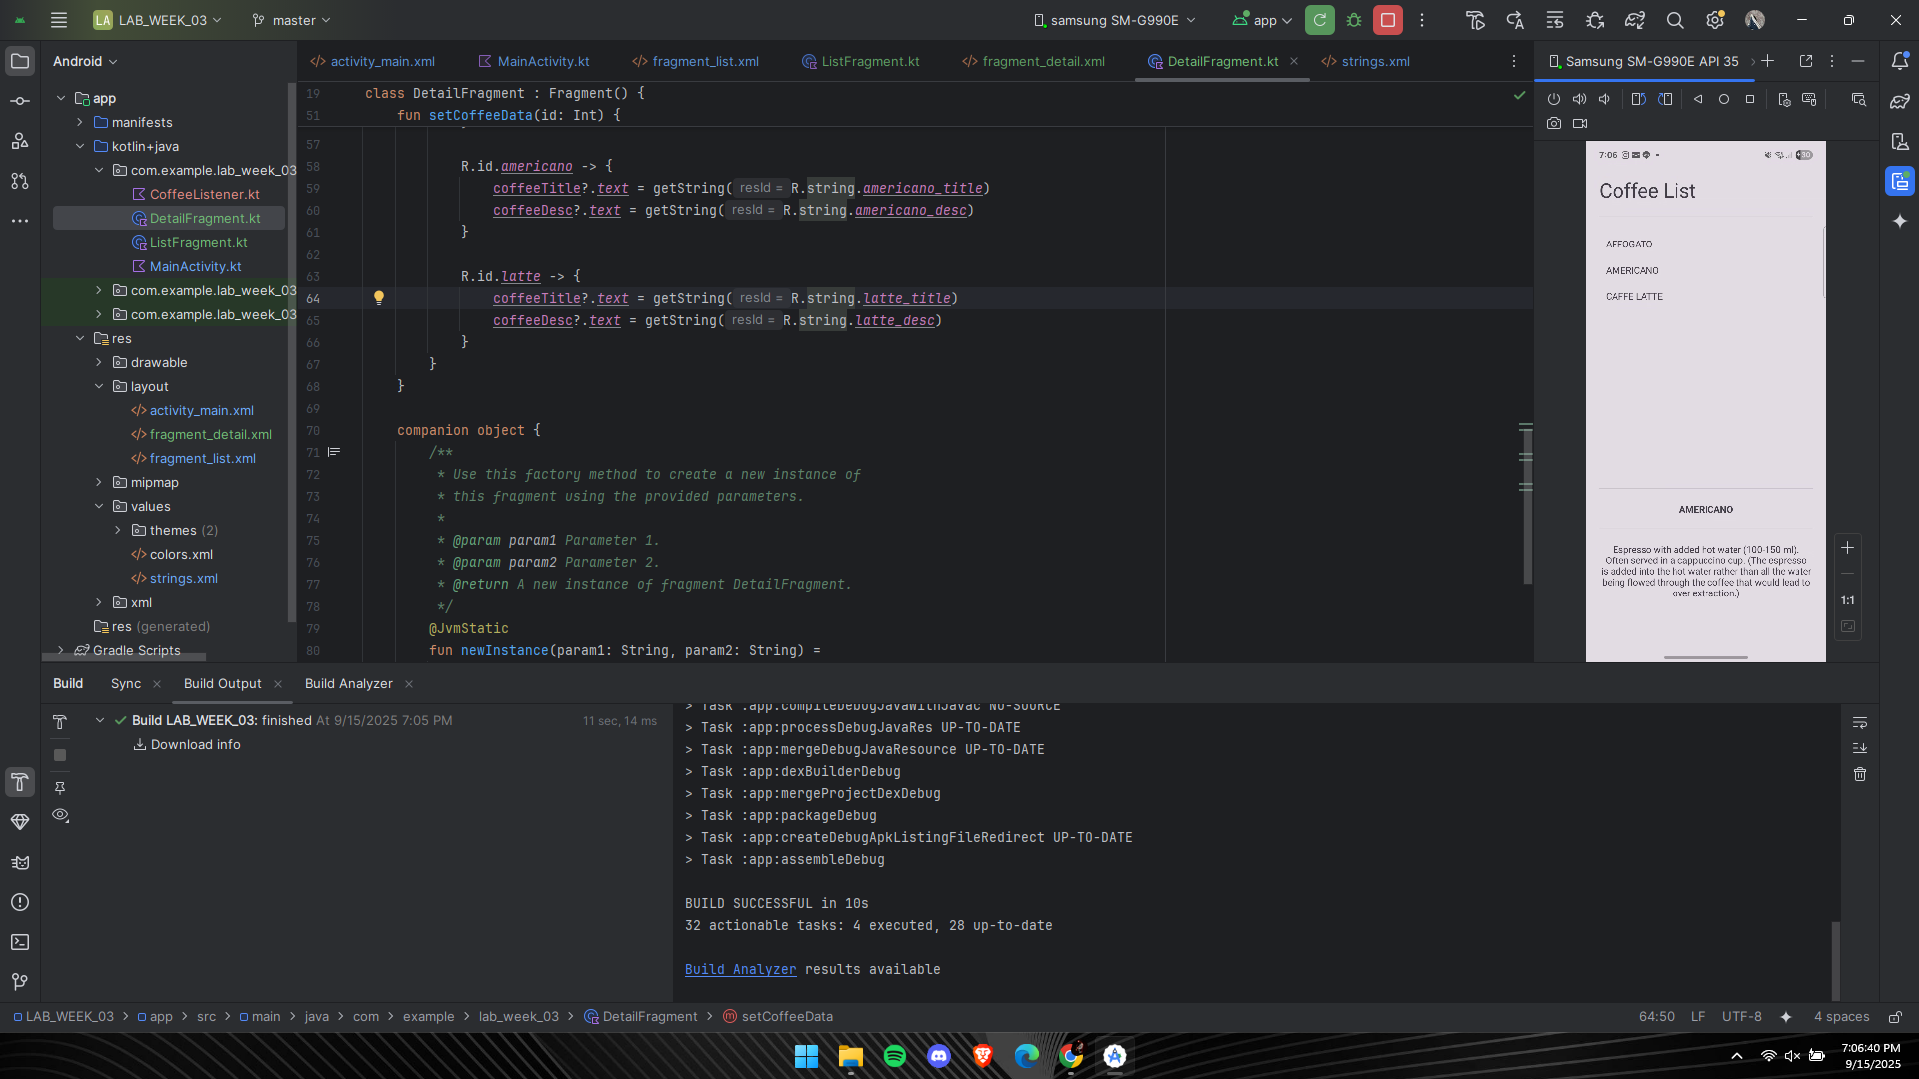 LA LAB_WEEK_03 master samsung SM-G990E app
Android
activity_main.xml MainActivity.kt fragment_list.xml ListFragment.kt fragment_detail.xml DetailFragment.kt strings.xml
app
manifests
kotlin+java
com.example.lab_week_03
CoffeeListener.kt
DetailFragment.kt
ListFragment.kt
MainActivity.kt
com.example.lab_week_03
com.example.lab_week_03
res
drawable
layout
activity_main.xml
fragment_detail.xml
fragment_list.xml
mipmap
values
themes (2)
colors.xml
strings.xml
xml
res (generated)
Gradle Scripts
19 class DetailFragment : Fragment() {
51 fun setCoffeeData(id: Int) {
57
58 R.id.americano -> {
59 coffeeTitle?.text = getString( resId = R.string.americano_title)
60 coffeeDesc?.text = getString( resId = R.string.americano_desc)
61 }
62
63 R.id.latte -> {
64 coffeeTitle?.text = getString( resId = R.string.latte_title)
65 coffeeDesc?.text = getString( resId = R.string.latte_desc)
66 }
67 }
68 }
69
70 companion object {
71 /**
72 * Use this factory method to create a new instance of
73 * this fragment using the provided parameters.
74 *
75 * @param param1 Parameter 1.
76 * @param param2 Parameter 2.
77 * @return A new instance of fragment DetailFragment.
78 */
79 @JvmStatic
80 fun newInstance(param1: String, param2: String) =
Samsung SM-G990E API 35
7:06
Coffee List
AFFOGATO
AMERICANO
CAFFE LATTE
AMERICANO
Espresso with added hot water (100-150 ml).
Often served in a cappuccino cup. (The espresso
is added into the hot water rather than all the water
being flowed through the coffee that would lead to
over extraction.)
1:1
Build Sync Build Output Build Analyzer
Build LAB_WEEK_03: finished At 9/15/2025 7:05 PM 11 sec, 14 ms
Download info
> Task :app:compileDebugJavaWithJavac NO-SOURCE
> Task :app:processDebugJavaRes UP-TO-DATE
> Task :app:mergeDebugJavaResource UP-TO-DATE
> Task :app:dexBuilderDebug
> Task :app:mergeProjectDexDebug
> Task :app:packageDebug
> Task :app:createDebugApkListingFileRedirect UP-TO-DATE
> Task :app:assembleDebug
BUILD SUCCESSFUL in 10s
32 actionable tasks: 4 executed, 28 up-to-date
Build Analyzer results available
LAB_WEEK_03 > app > src > main > java > com > example > lab_week_03 > DetailFragment > setCoffeeData 64:50 LF UTF-8 4 spaces
7:06:40 PM
9/15/2025